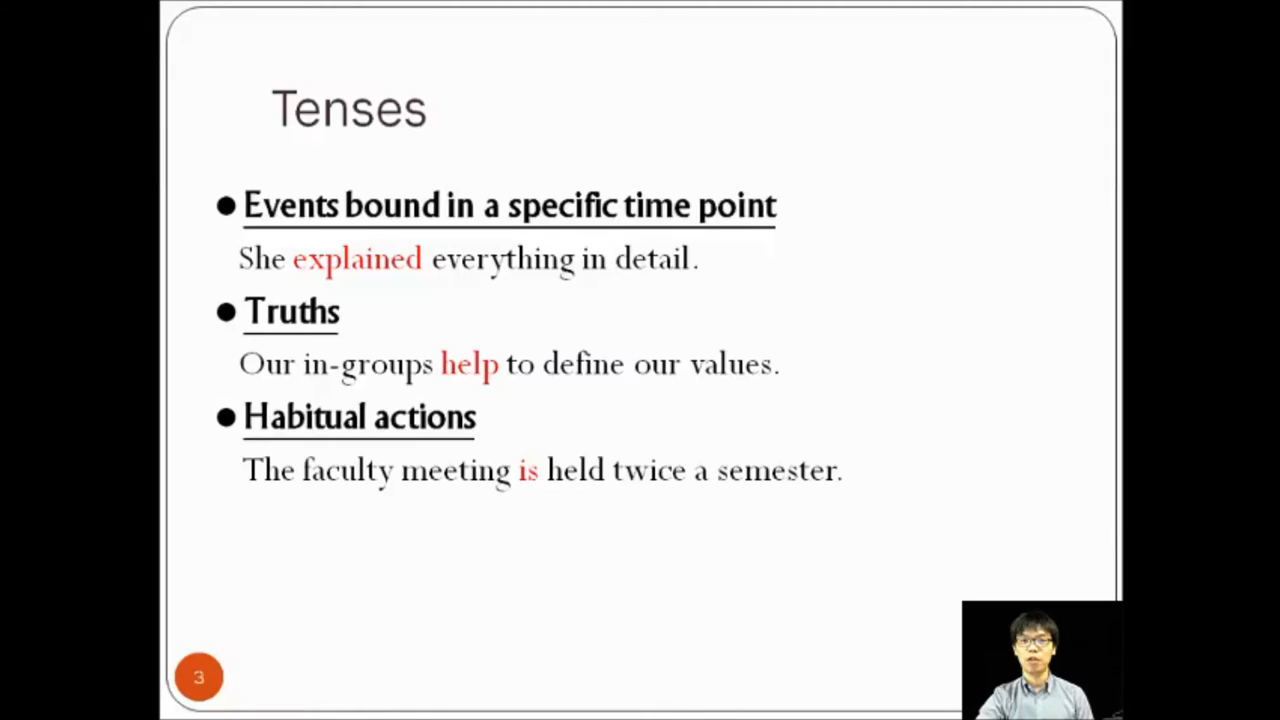 Tenses
● Events bound in a specific time point
She explained everything in detail.
● Truths
Our in-groups help to define our values.
● Habitual actions
The faculty meeting is held twice a semester.
3